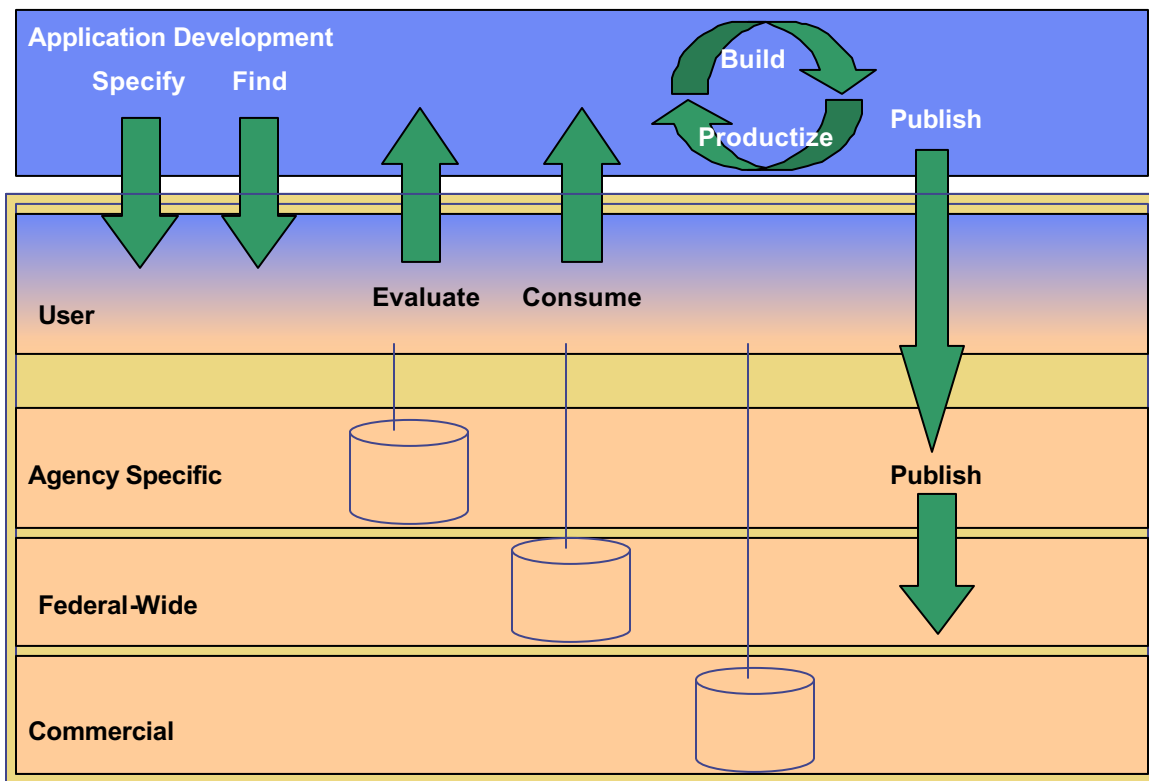 Application Development
Specify Find
Build
Productize
Publish
Evaluate Consume
User
Agency Specific
Publish
Federal-Wide
Commercial